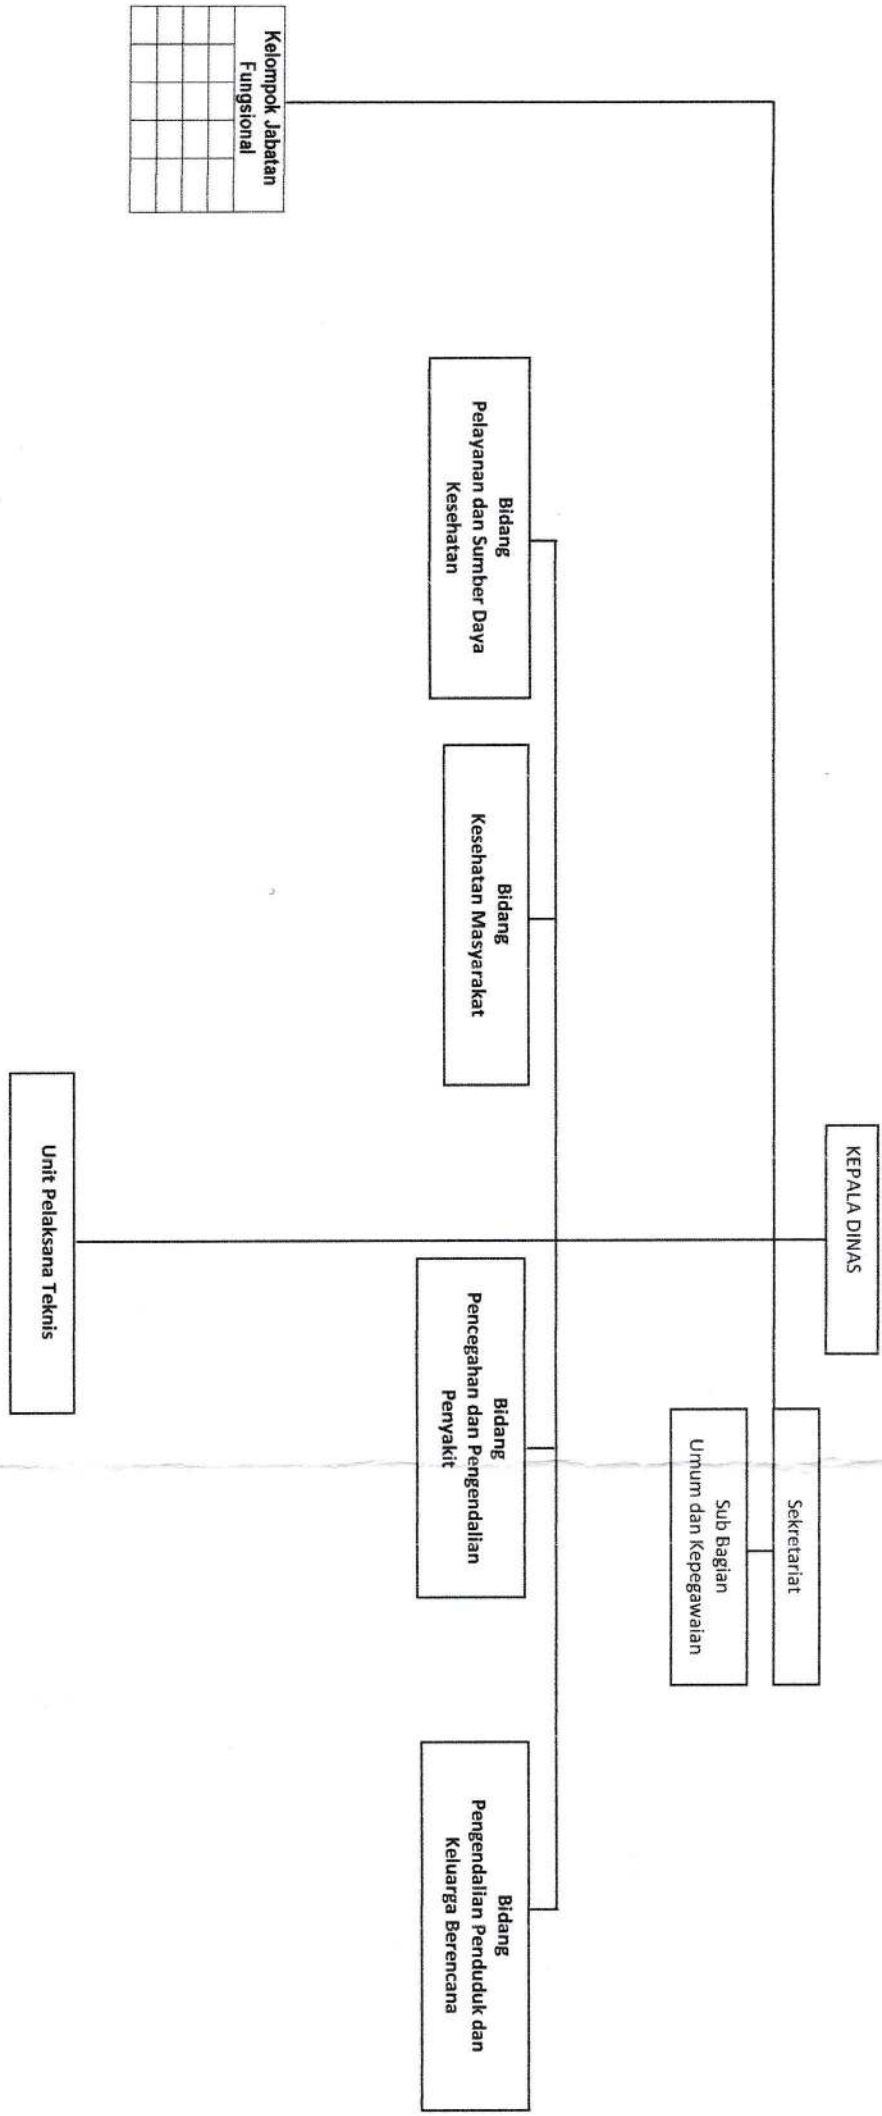 KEPALA DINAS
Sekretariat
Sub Bagian
Umum dan Kepegawaian
Kelompok Jabatan
Fungsional
Bidang
Pelayanan dan Sumber Daya
Kesehatan
Bidang
Kesehatan Masyarakat
Bidang
Pencegahan dan Pengendalian
Penyakit
Bidang
Pengendalian Penduduk dan
Keluarga Berencana
Unit Pelaksana Teknis